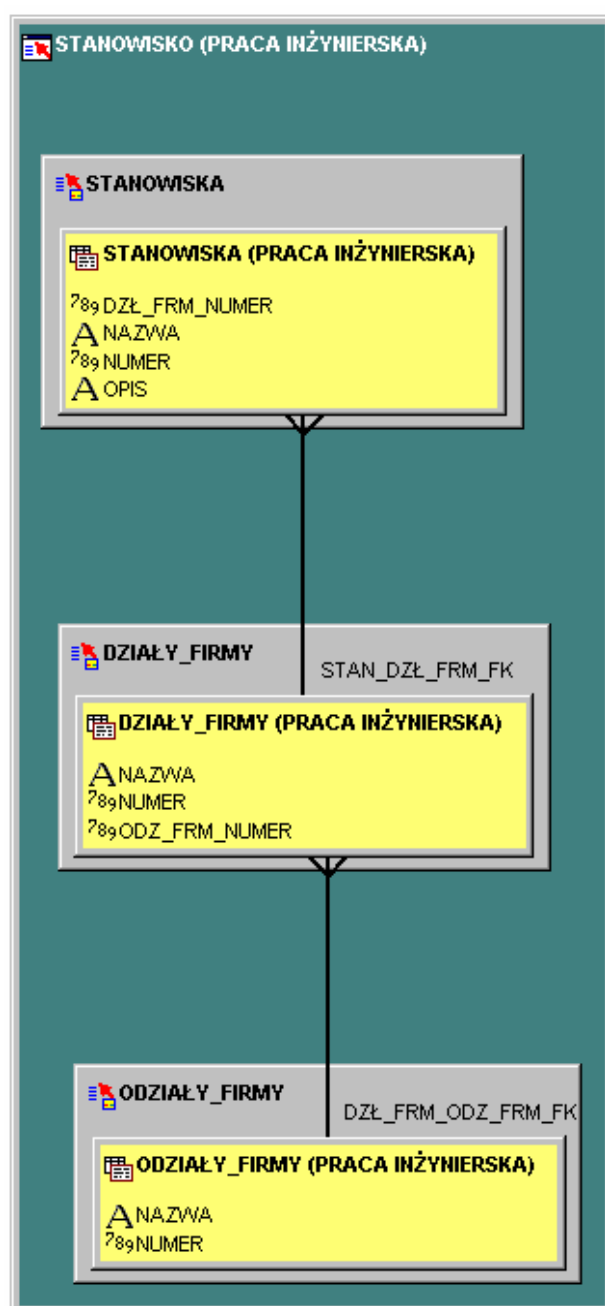 STANOWISKO (PRACA INŻYNIERSKA)
STANOWISKA
STANOWISKA (PRACA INŻYNIERSKA)
789 DZŁ_FRM_NUMER
A NAZWA
789 NUMER
A OPIS
DZIAŁY_FIRMY
STAN_DZŁ_FRM_FK
DZIAŁY_FIRMY (PRACA INŻYNIERSKA)
A NAZWA
789 NUMER
789 ODZ_FRM_NUMER
ODZIAŁY_FIRMY
DZŁ_FRM_ODZ_FRM_FK
ODZIAŁY_FIRMY (PRACA INŻYNIERSKA)
A NAZWA
789 NUMER